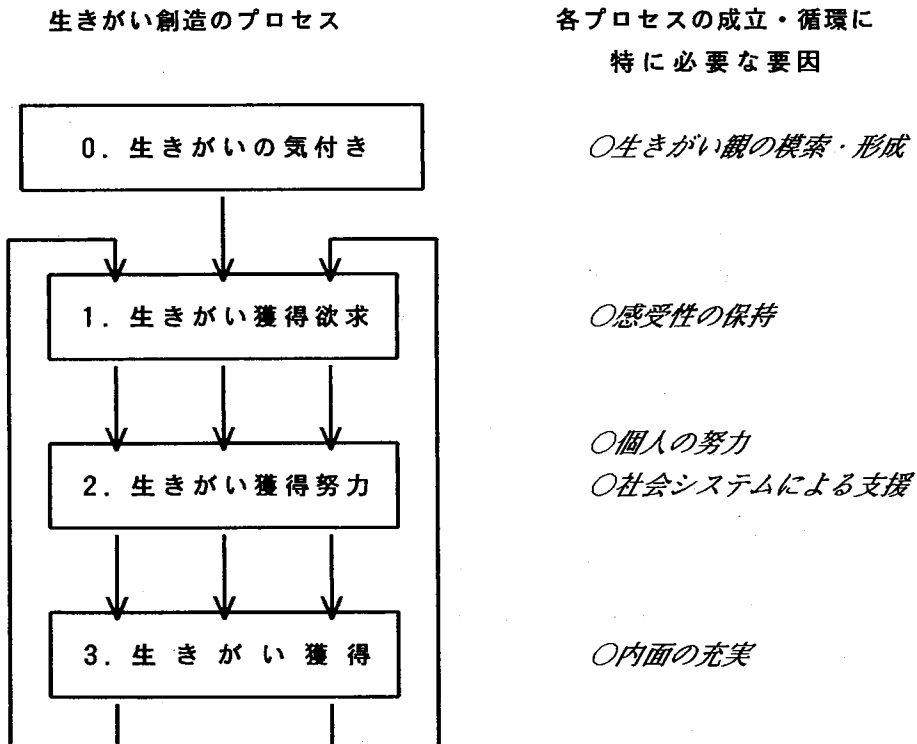 生きがい創造のプロセス
各プロセスの成立・循環に
特に必要な要因
0. 生きがいの気付き
○生きがい観の模索・形成
1. 生きがい獲得欲求
○感受性の保持
2. 生きがい獲得努力
○個人の努力
○社会システムによる支援
3. 生きがい獲得
○内面の充実